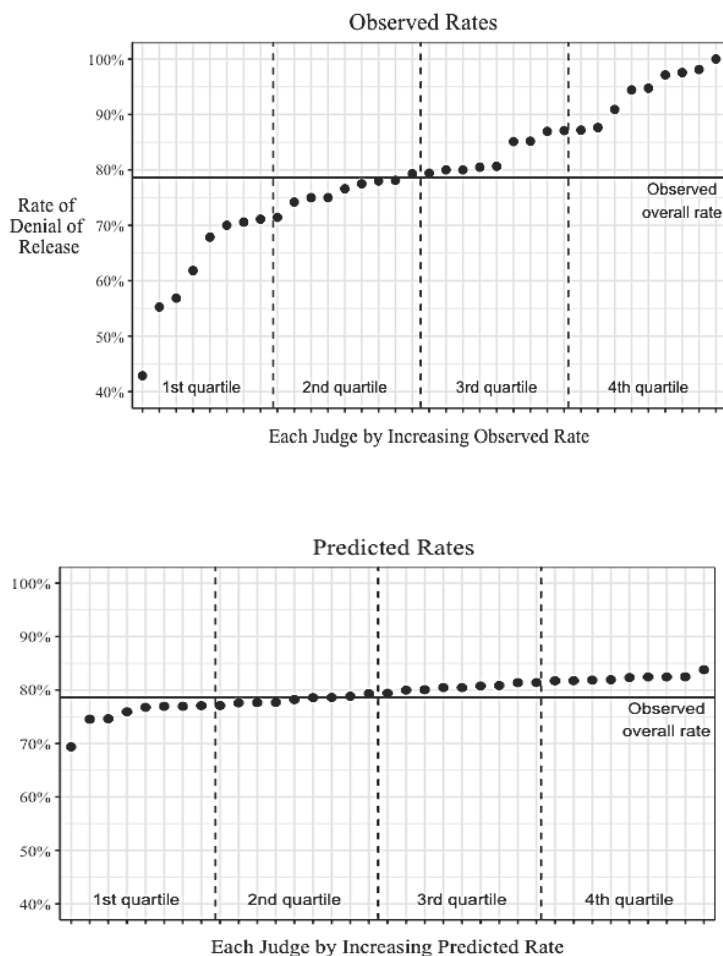 Observed Rates
100%
90%
80%
70%
60%
50%
40%
Rate of
Denial of
Release
Observed
overall rate
1st quartile
2nd quartile
3rd quartile
4th quartile
Each Judge by Increasing Observed Rate
Predicted Rates
100%
90%
80%
70%
60%
50%
40%
Observed
overall rate
1st quartile
2nd quartile
3rd quartile
4th quartile
Each Judge by Increasing Predicted Rate